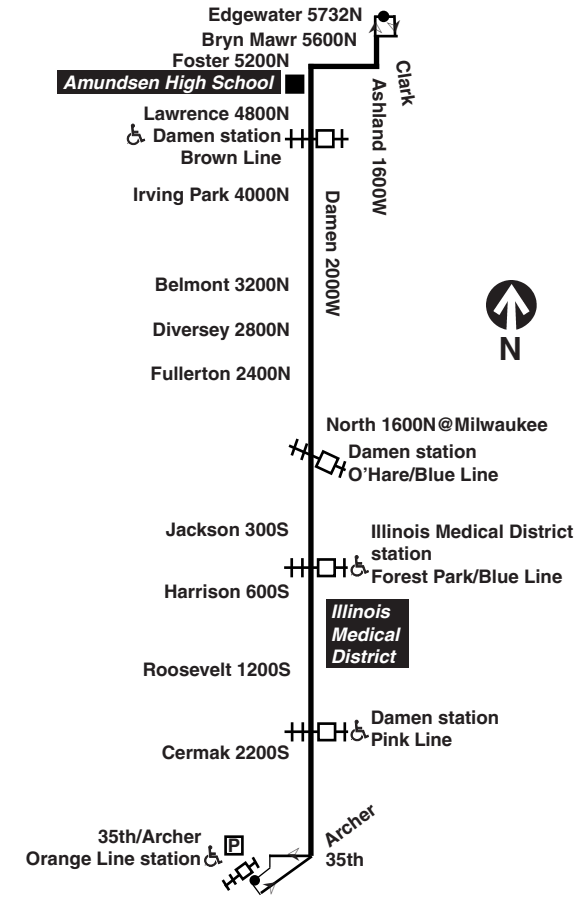 Edgewater 5732N
Bryn Mawr 5600N
Foster 5200N
Amundsen High School
Clark
Ashland 1600W
Lawrence 4800N
Damen station
Brown Line
Irving Park 4000N
Damen 2000W
Belmont 3200N
Diversey 2800N
N
Fullerton 2400N
North 1600N@Milwaukee
Damen station
O'Hare/Blue Line
Jackson 300S
Illinois Medical District
station
Forest Park/Blue Line
Harrison 600S
Illinois
Medical
District
Roosevelt 1200S
Damen station
Pink Line
Cermak 2200S
Archer
35th
35th/Archer
P
Orange Line station